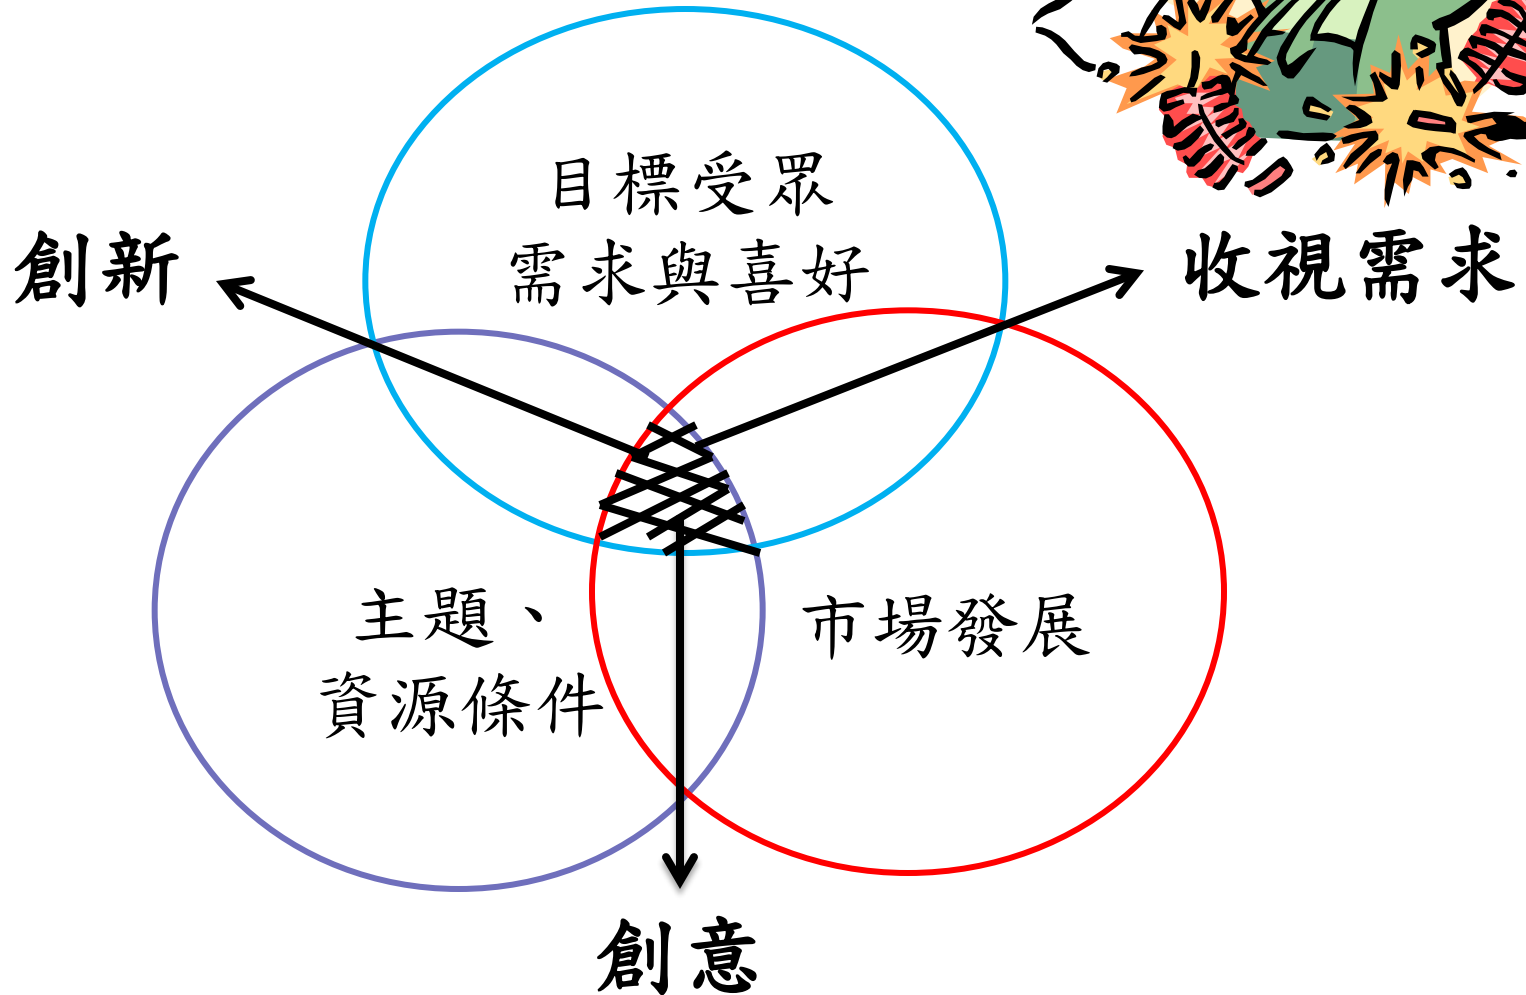 目標受眾
需求與喜好
創新
收視需求
主題、
資源條件
市場發展
創意